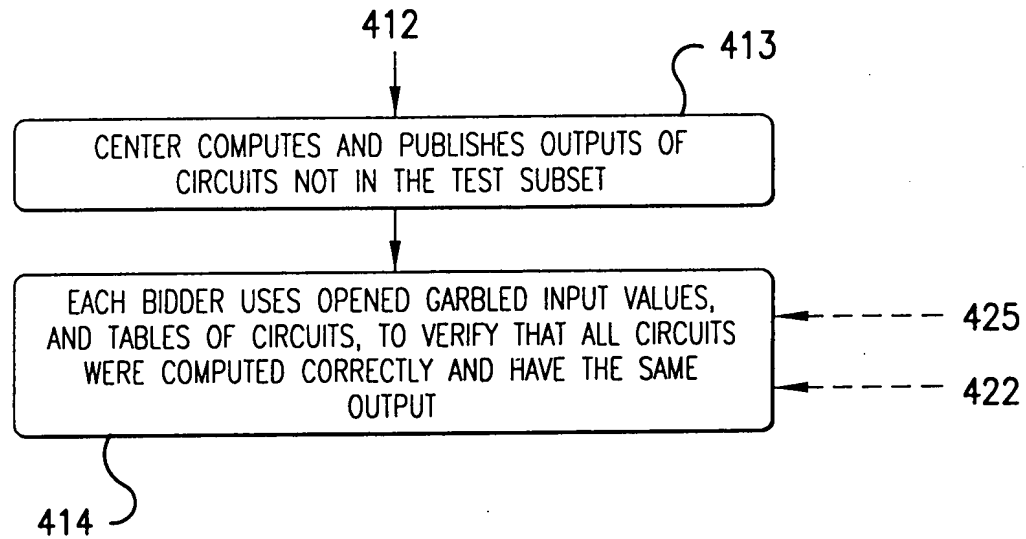 412
413
CENTER COMPUTES AND PUBLISHES OUTPUTS OF
CIRCUITS NOT IN THE TEST SUBSET
EACH BIDDER USES OPENED GARBLED INPUT VALUES,
AND TABLES OF CIRCUITS, TO VERIFY THAT ALL CIRCUITS
WERE COMPUTED CORRECTLY AND HAVE THE SAME
OUTPUT
425
422
414